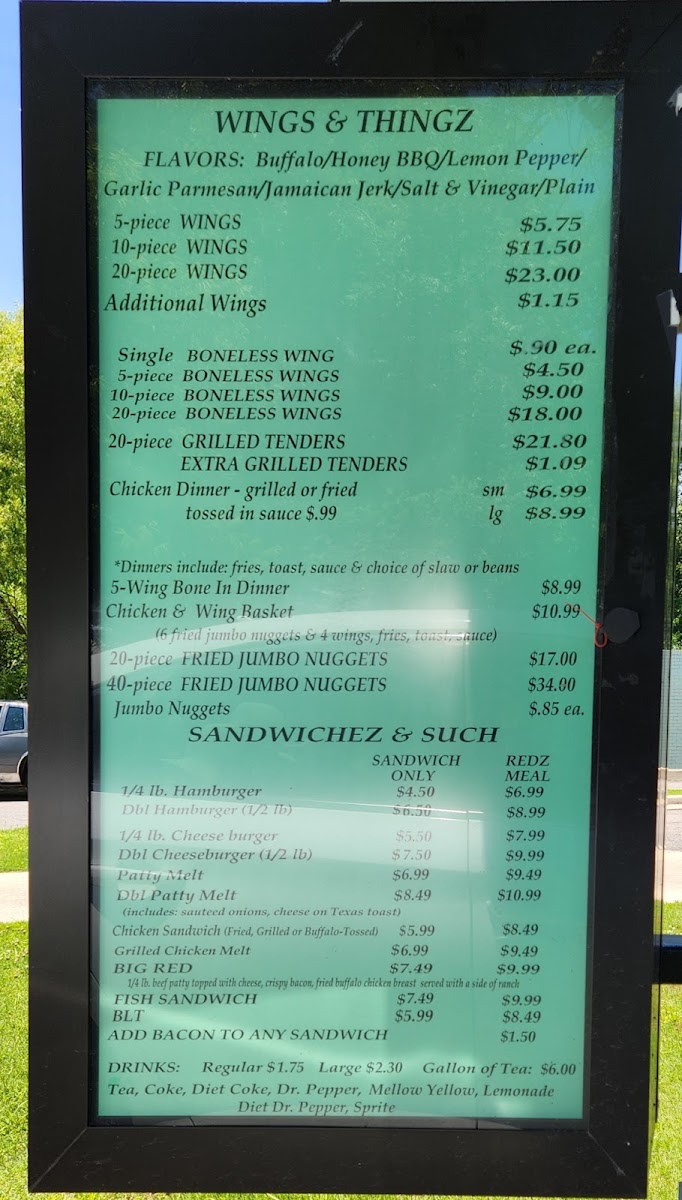 WINGS & THINGZ
FLAVORS: Buffalo/Honey BBQ/Lemon Pepper/
Garlic Parmesan/Jamaican Jerk/Salt & Vinegar/Plain
5-piece WINGS $5.75
10-piece WINGS $11.50
20-piece WINGS $23.00
Additional Wings $1.15
Single BONELESS WING $.90 ea.
5-piece BONELESS WINGS $4.50
10-piece BONELESS WINGS $9.00
20-piece BONELESS WINGS $18.00
20-piece GRILLED TENDERS $21.80
EXTRA GRILLED TENDERS $1.09
Chicken Dinner - grilled or fried sm $6.99
tossed in sauce $.99 lg $8.99
*Dinners include: fries, toast, sauce & choice of slaw or beans
5-Wing Bone In Dinner $8.99
Chicken & Wing Basket $10.99
(6 fried jumbo nuggets & 4 wings, fries, toast, sauce)
20-piece FRIED JUMBO NUGGETS $17.00
40-piece FRIED JUMBO NUGGETS $34.00
Jumbo Nuggets $.85 ea.
SANDWICHEZ & SUCH
SANDWICH REDZ
ONLY MEAL
1/4 lb. Hamburger $4.50 $6.99
Dbl Hamburger (1/2 lb) $6.50 $8.99
1/4 lb. Cheese burger $5.50 $7.99
Dbl Cheeseburger (1/2 lb) $7.50 $9.99
Patty Melt $6.99 $9.49
Dbl Patty Melt $8.49 $10.99
(includes: sauteed onions, cheese on Texas toast)
Chicken Sandwich (Fried, Grilled or Buffalo-Tossed) $5.99 $8.49
Grilled Chicken Melt $6.99 $9.49
BIG RED $7.49 $9.99
1/4 lb. beef patty topped with cheese, crispy bacon, fried buffalo chicken breast served with a side of ranch
FISH SANDWICH $7.49 $9.99
BLT $5.99 $8.49
ADD BACON TO ANY SANDWICH $1.50
DRINKS: Regular $1.75 Large $2.30 Gallon of Tea: $6.00
Tea, Coke, Diet Coke, Dr. Pepper, Mellow Yellow, Lemonade
Diet Dr. Pepper, Sprite